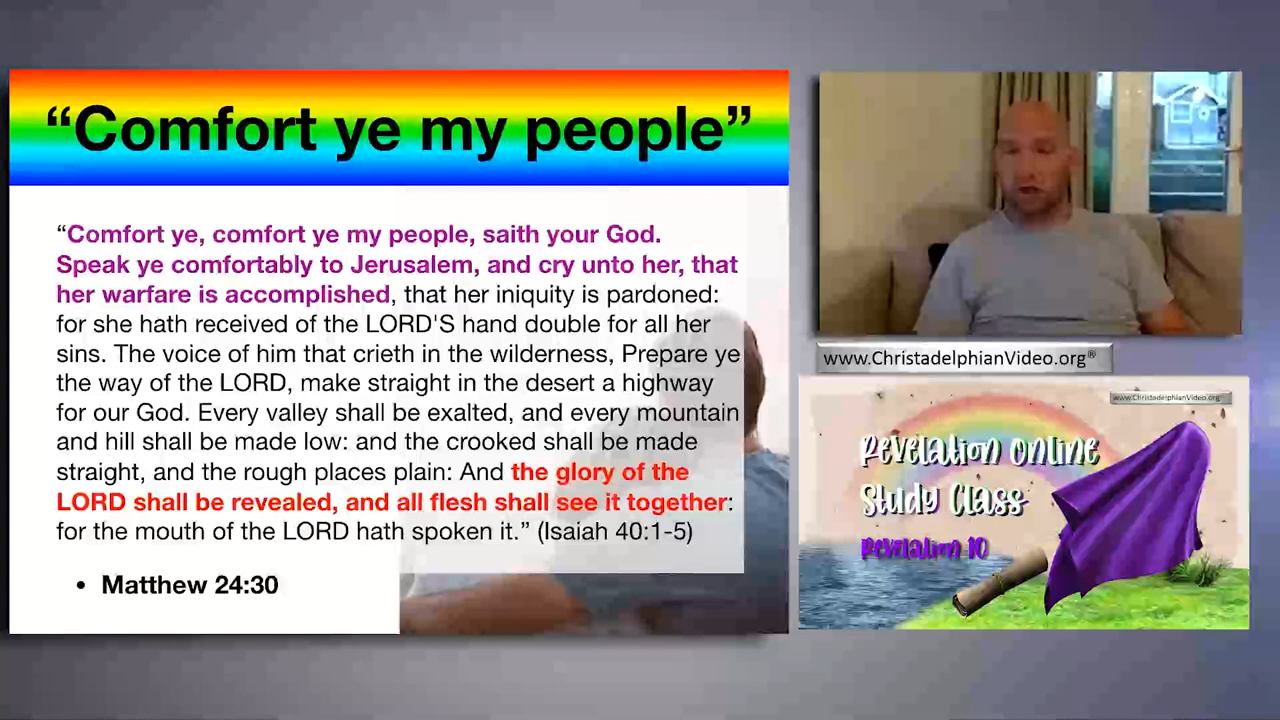 “Comfort ye my people”
“Comfort ye, comfort ye my people, saith your God.
Speak ye comfortably to Jerusalem, and cry unto her, that
her warfare is accomplished, that her iniquity is pardoned:
for she hath received of the LORD'S hand double for all her
sins. The voice of him that crieth in the wilderness, Prepare ye
the way of the LORD, make straight in the desert a highway
for our God. Every valley shall be exalted, and every mountain
and hill shall be made low: and the crooked shall be made
straight, and the rough places plain: And the glory of the
LORD shall be revealed, and all flesh shall see it together:
for the mouth of the LORD hath spoken it.” (Isaiah 40:1-5)
• Matthew 24:30
www.ChristadelphianVideo.org®
www.ChristadelphianVideo.org®
Revelation Online
Study Class
Revelation 10